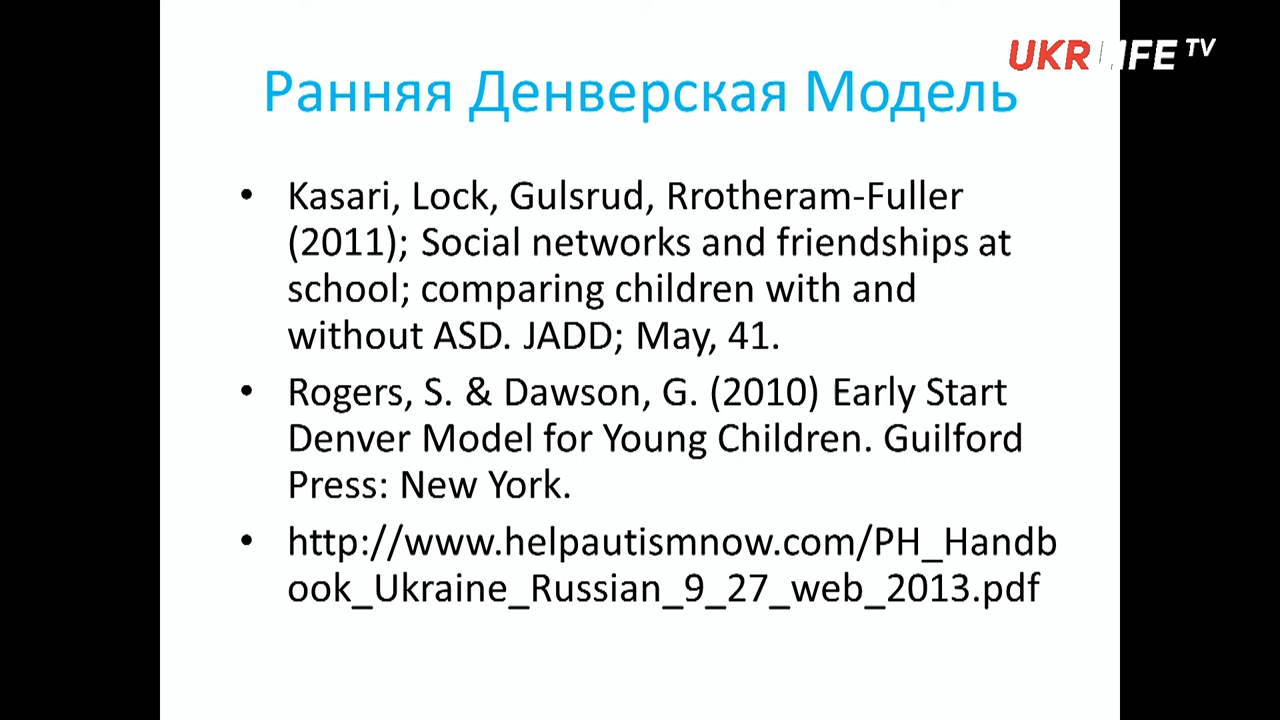 UKRLIFE TV
Ранняя Денверская Модель
• Kasari, Lock, Gulsrud, Rrotheram-Fuller
(2011); Social networks and friendships at
school; comparing children with and
without ASD. JADD; May, 41.
• Rogers, S. & Dawson, G. (2010) Early Start
Denver Model for Young Children. Guilford
Press: New York.
• http://www.helpautismnow.com/PH_Handb
ook_Ukraine_Russian_9_27_web_2013.pdf